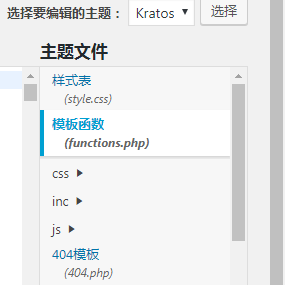 选择要编辑的主题： Kratos 选择
主题文件
样式表
(style.css)
模板函数
(functions.php)
css
inc
js
404模板
(404.php)